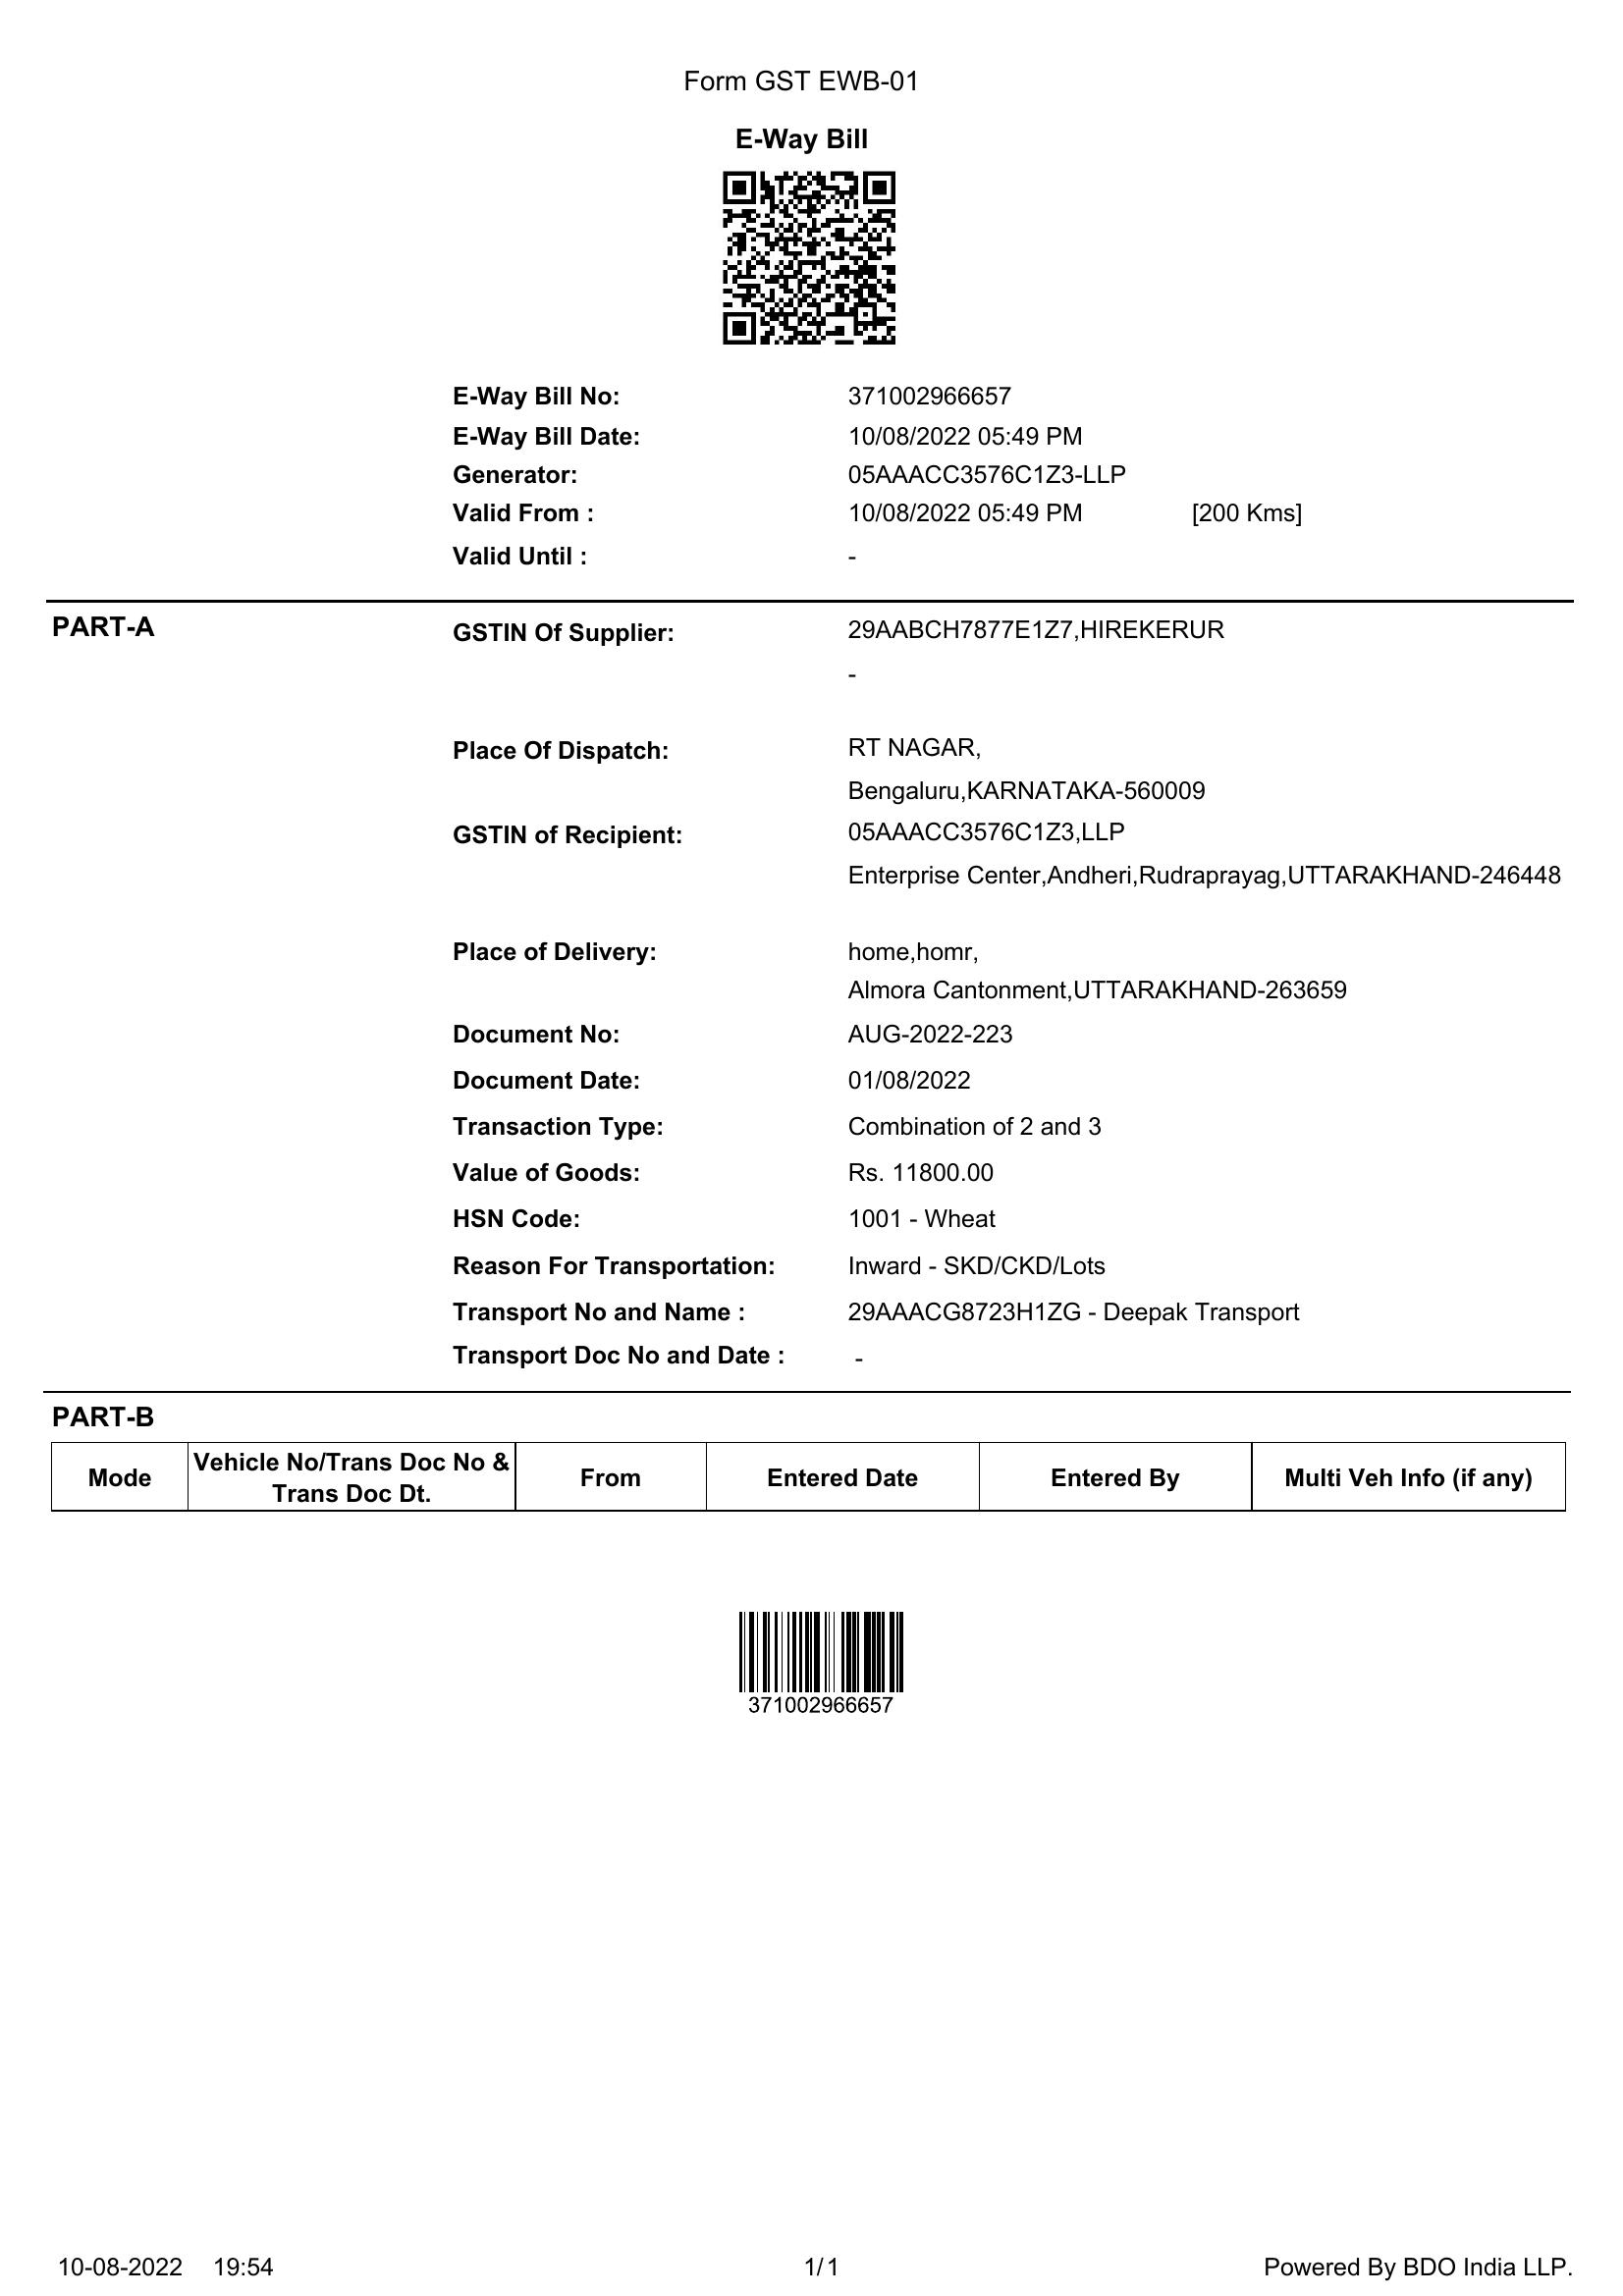 Form GST EWB-01
E-Way Bill
E-Way Bill No: 371002966657
E-Way Bill Date: 10/08/2022 05:49 PM
Generator: 05AAACC3576C1Z3-LLP
Valid From : 10/08/2022 05:49 PM [200 Kms]
Valid Until : -
PART-A
GSTIN Of Supplier: 29AABCH7877E1Z7,HIREKERUR
-
Place Of Dispatch: RT NAGAR,
Bengaluru,KARNATAKA-560009
GSTIN of Recipient: 05AAACC3576C1Z3,LLP
Enterprise Center,Andheri,Rudraprayag,UTTARAKHAND-246448
Place of Delivery: home,homr,
Almora Cantonment,UTTARAKHAND-263659
Document No: AUG-2022-223
Document Date: 01/08/2022
Transaction Type: Combination of 2 and 3
Value of Goods: Rs. 11800.00
HSN Code: 1001 - Wheat
Reason For Transportation: Inward - SKD/CKD/Lots
Transport No and Name : 29AAACG8723H1ZG - Deepak Transport
Transport Doc No and Date : -
PART-B
Mode
Vehicle No/Trans Doc No &
Trans Doc Dt.
From
Entered Date
Entered By
Multi Veh Info (if any)
371002966657
10-08-2022 19:54 1/1 Powered By BDO India LLP.